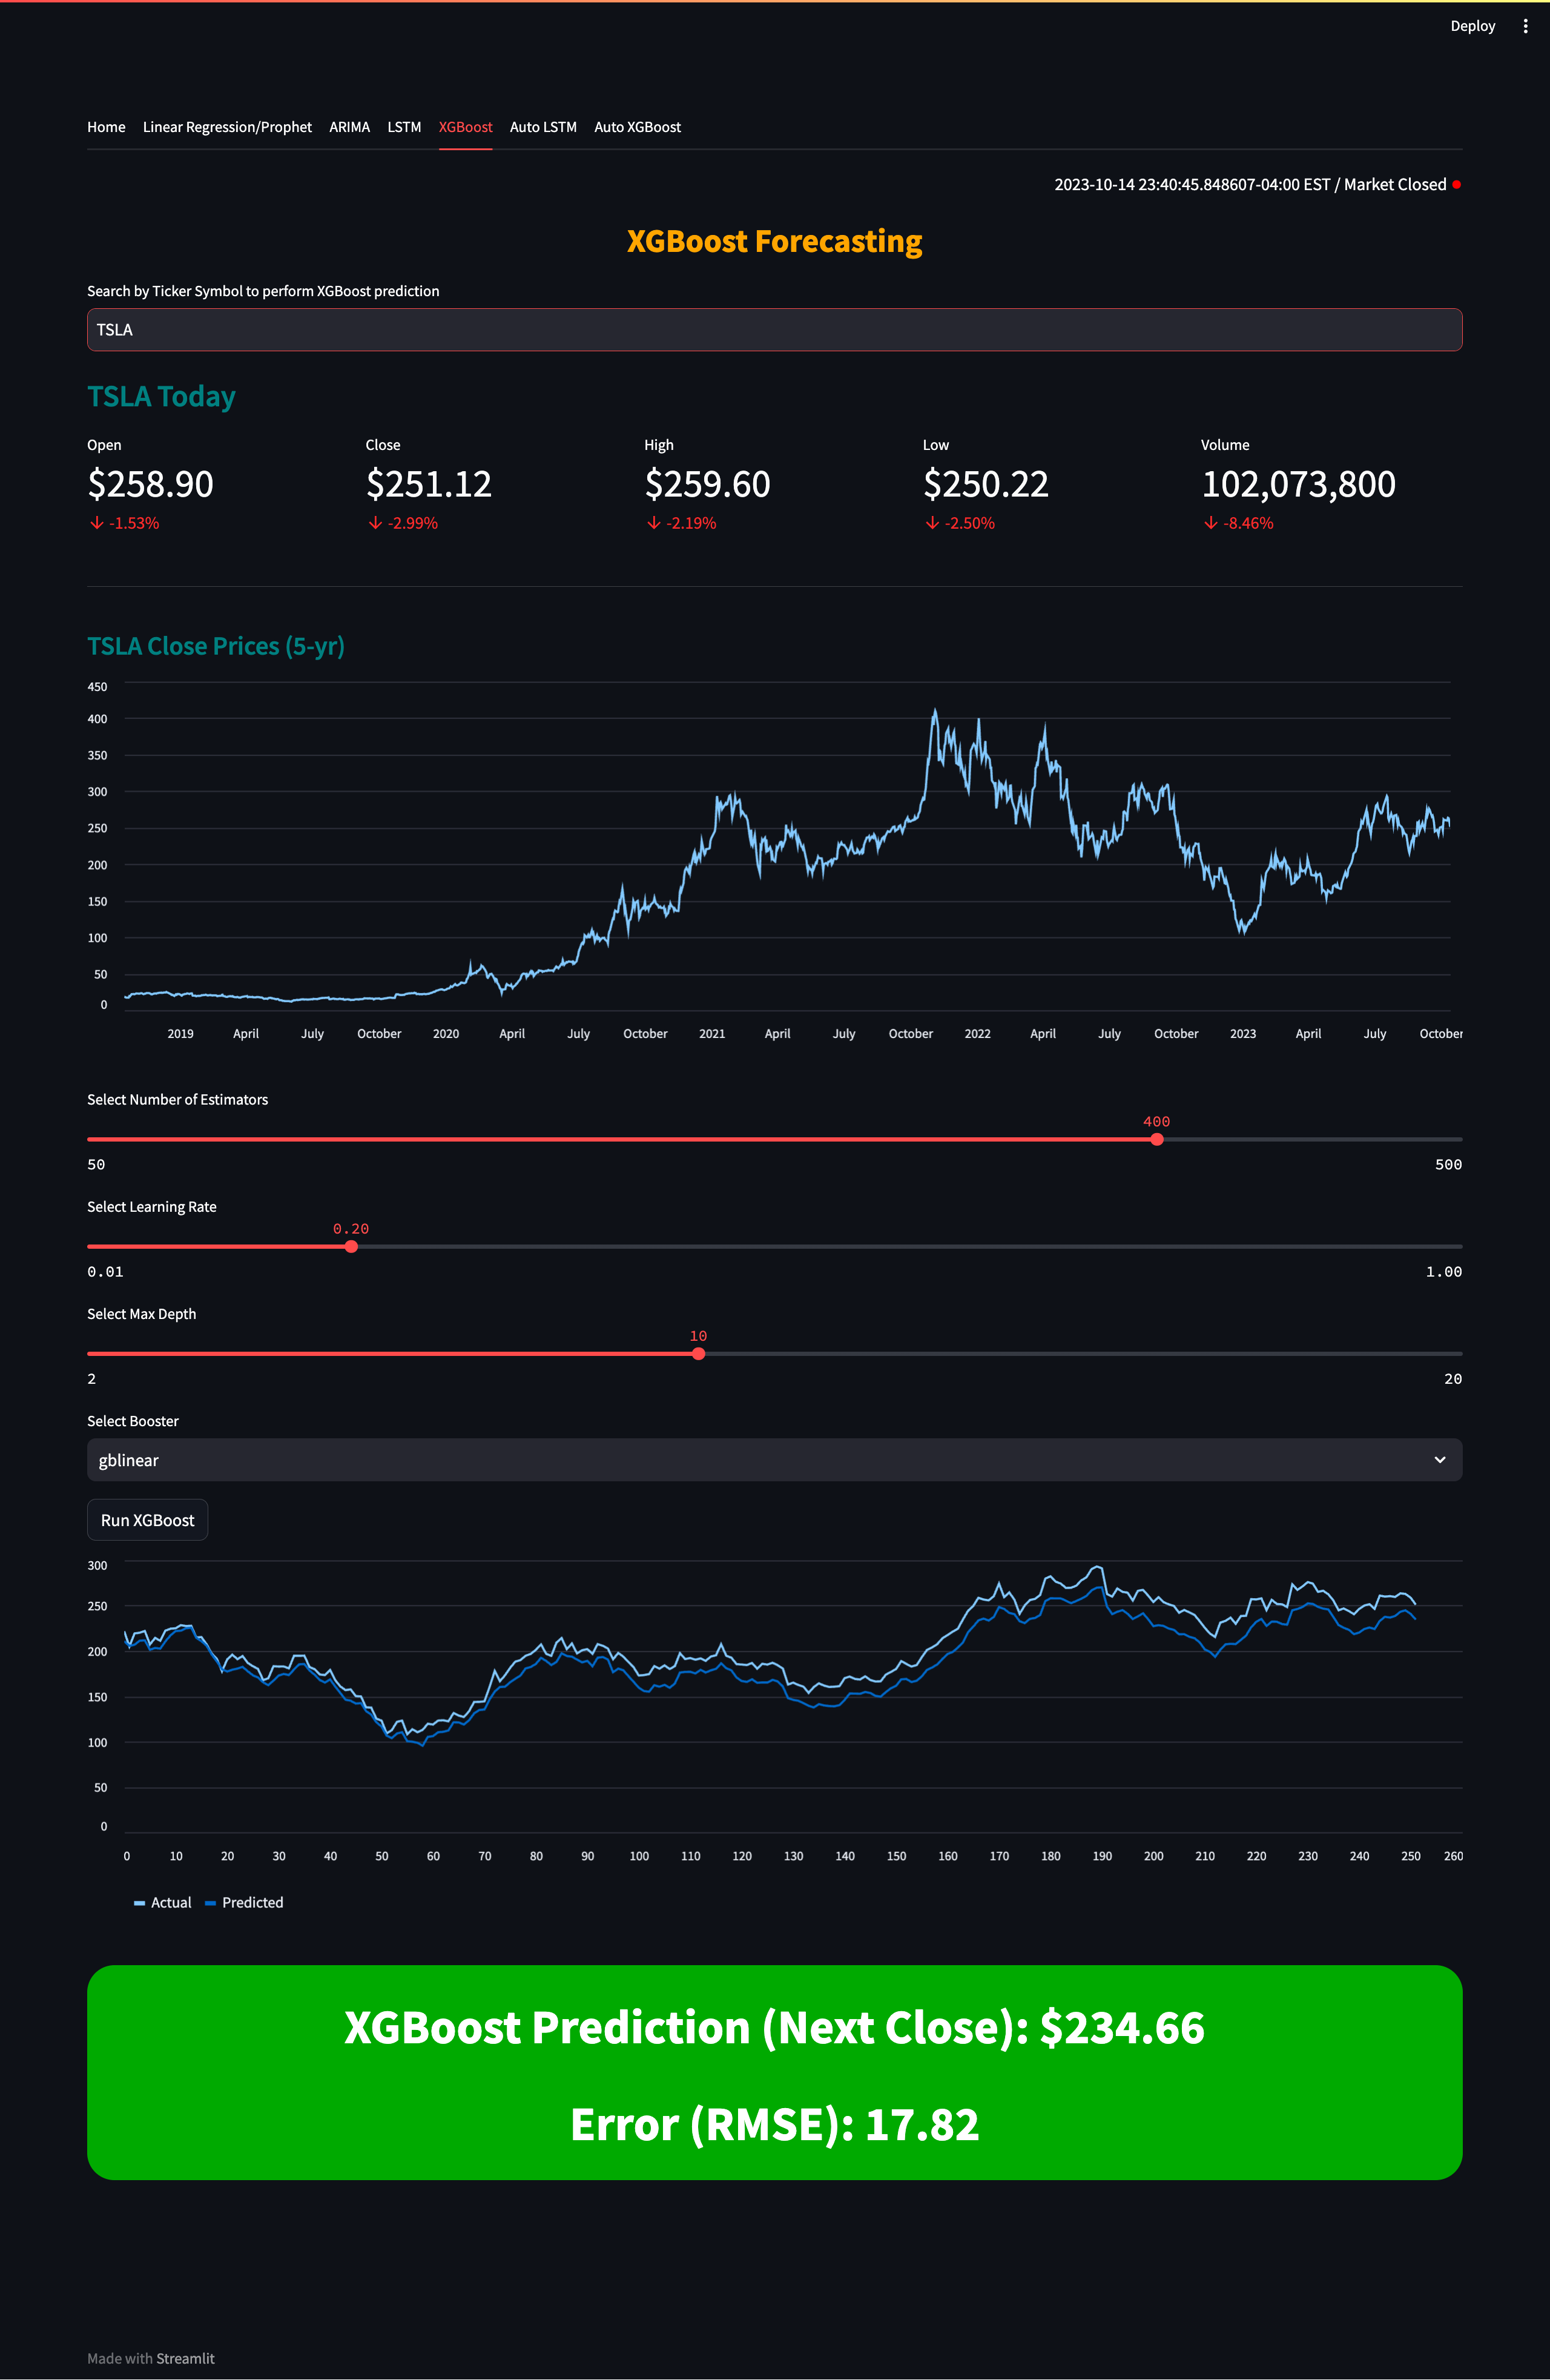 Deploy
Home Linear Regression/Prophet ARIMA LSTM XGBoost Auto LSTM Auto XGBoost
2023-10-14 23:40:45.848607-04:00 EST / Market Closed
XGBoost Forecasting
Search by Ticker Symbol to perform XGBoost prediction
TSLA
TSLA Today
Open Close High Low Volume
$258.90 $251.12 $259.60 $250.22 102,073,800
-1.53% -2.99% -2.19% -2.50% -8.46%
TSLA Close Prices (5-yr)
450
400
350
300
250
200
150
100
50
0
2019 April July October 2020 April July October 2021 April July October 2022 April July October 2023 April July October
Select Number of Estimators
400
50 500
Select Learning Rate
0.20
0.01 1.00
Select Max Depth
10
2 20
Select Booster
gblinear
Run XGBoost
300
250
200
150
100
50
0
0 10 20 30 40 50 60 70 80 90 100 110 120 130 140 150 160 170 180 190 200 210 220 230 240 250 260
Actual Predicted
XGBoost Prediction (Next Close): $234.66
Error (RMSE): 17.82
Made with Streamlit